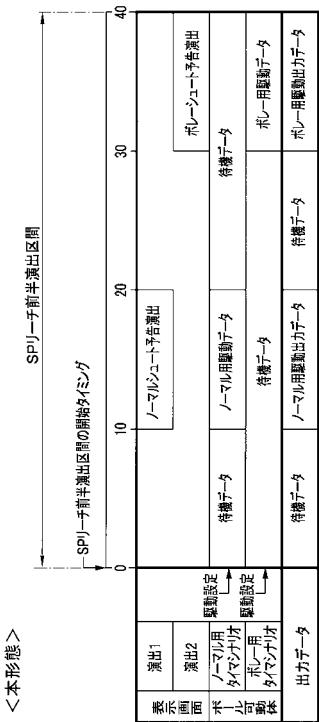 <本形態>
SPリーチ前半演出区間
SPリーチ前半演出区間の開始タイミング
0
10
20
30
40
表示画面
演出1
ノーマルシュート予告演出
演出2
ボレーシュート予告演出
ボール可動体
ノーマル用
タイマシナリオ
駆動設定
待機データ
ノーマル用駆動データ
待機データ
ボレー用
タイマシナリオ
駆動設定
待機データ
ボレー用駆動データ
出力データ
待機データ
ノーマル用駆動出力データ
待機データ
ボレー用駆動出力データ